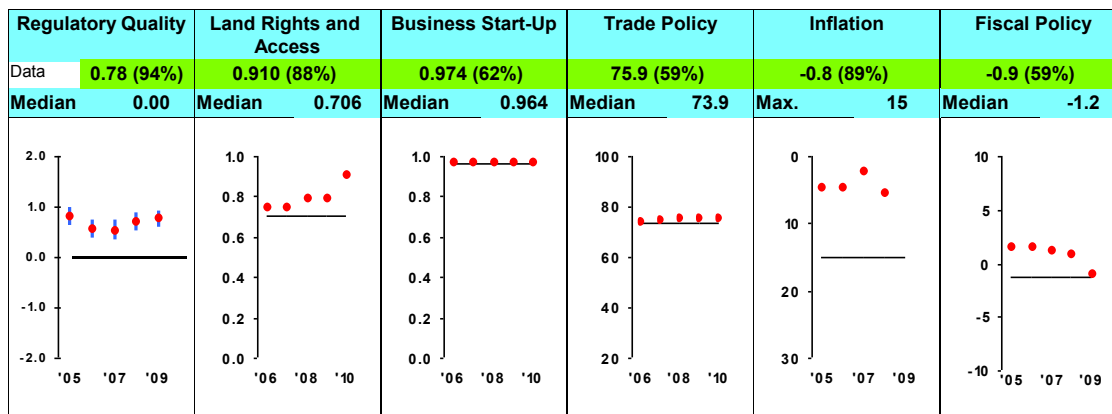 Regulatory Quality
Land Rights and Access
Business Start-Up
Trade Policy
Inflation
Fiscal Policy
Data 0.78 (94%)
0.910 (88%)
0.974 (62%)
75.9 (59%)
-0.8 (89%)
-0.9 (59%)
Median 0.00
Median 0.706
Median 0.964
Median 73.9
Max. 15
Median -1.2
2.0
1.0
0.0
-1.0
-2.0
'05 '07 '09
1.0
0.8
0.6
0.4
0.2
0.0
'06 '08 '10
1.0
0.8
0.6
0.4
0.2
0.0
'06 '08 '10
100
80
60
40
20
'06 '08 '10
0
10
20
30
'05 '07 '09
10
5
0
-5
-10
'05 '07 '09